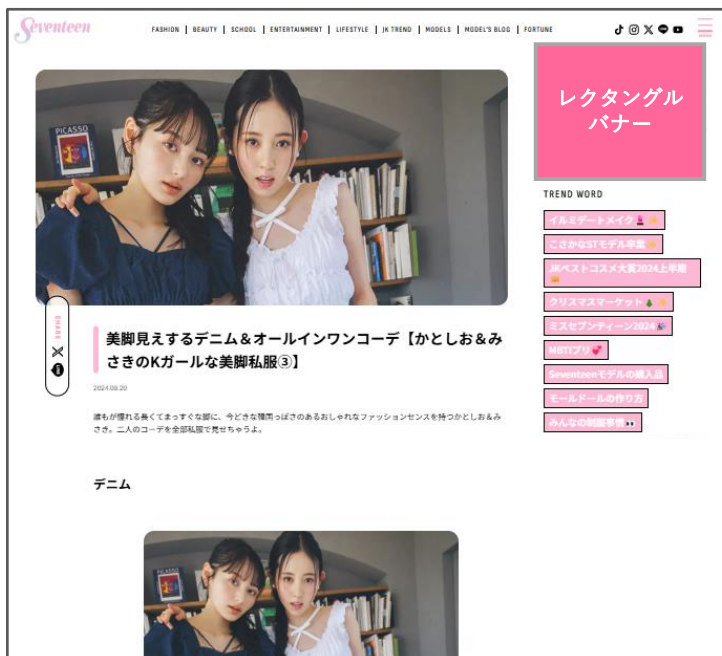 Seventeen
FASHION | BEAUTY | SCHOOL | ENTERTAINMENT | LIFESTYLE | JK TREND | MODELS | MODEL'S BLOG | FORTUNE
レクタングル
バナー
PICASSO
TREND WORD
イルミデートメイク💄✨
こさかなSTモデル卒業✨
JKベストコスメ大賞2024上半期
👑
クリスマスマーケット🎄✨
ミスセブンティーン2024🎉
MBTIプリ💕
Seventeenモデルの購入品
モールドールの作り方
みんなの制服事情👀
SHARE
美脚見えするデニム＆オールインワンコーデ【かとしお＆み
さきのKガールな美脚私服③】
2024.09.20
誰もが憧れる長くてまっすぐな脚に、今どきな韓国っぽさのあるおしゃれなファッションセンスを持つかとしお＆み
さき。二人のコーデを全部私服で見せちゃうよ。
デニム
PICASSO